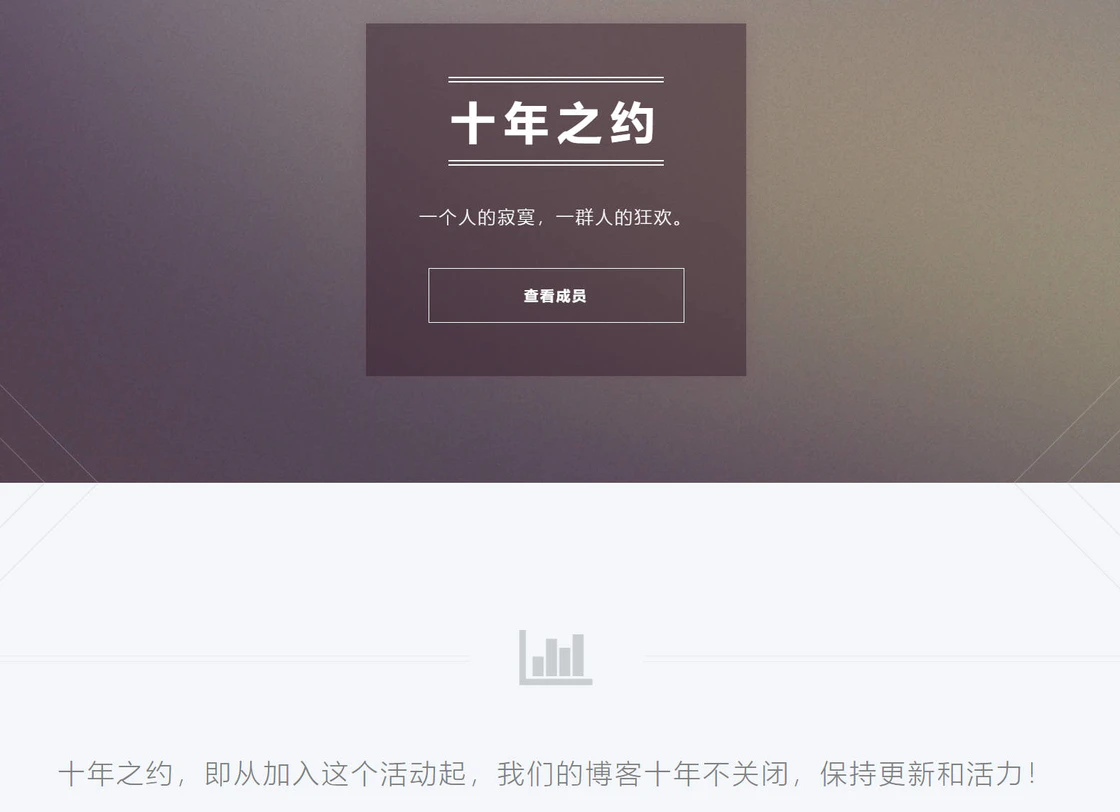 十年之约
一个人的寂寞，一群人的狂欢。
查看成员
十年之约，即从加入这个活动起，我们的博客十年不关闭，保持更新和活力！